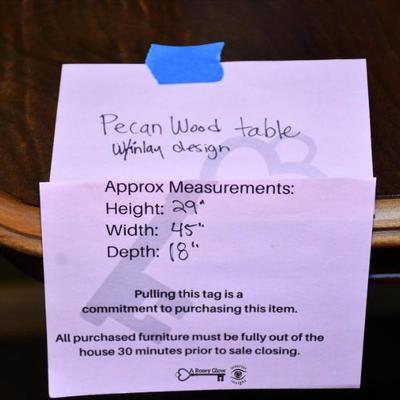 Pecan Wood table
w/inlay design
Approx Measurements:
Height: 29"
Width: 45"
Depth: 18"
Pulling this tag is a
commitment to purchasing this item.
All purchased furniture must be fully out of the
house 30 minutes prior to sale closing.
A Rosey Glow